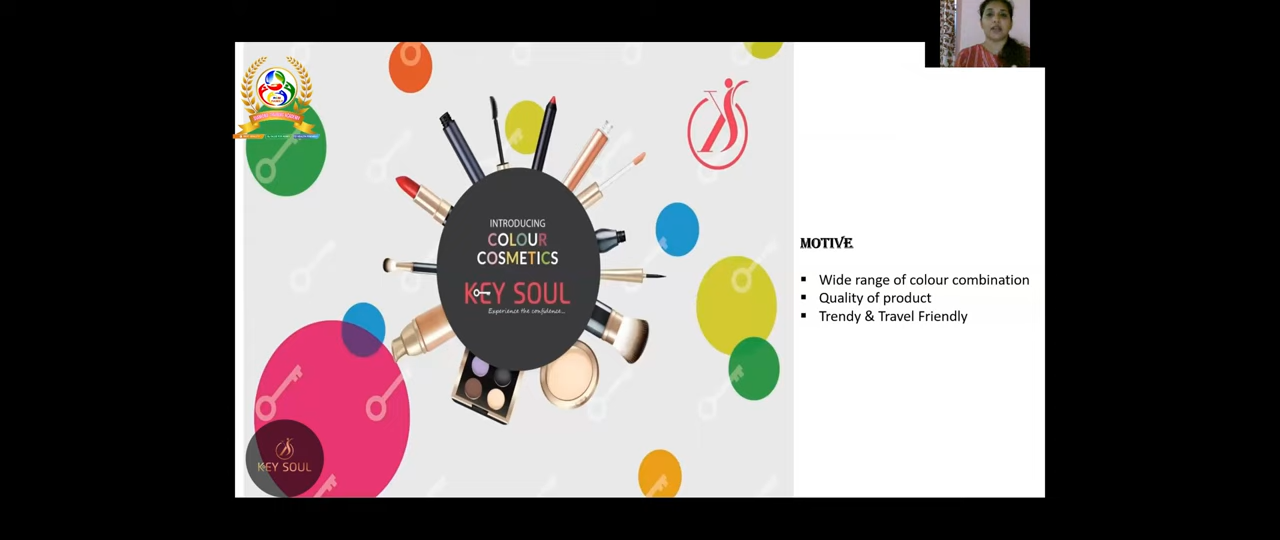 INTRODUCING
COLOUR
COSMETICS
KEY SOUL
Experience the confidence...
KEY SOUL
MOTIVE
▪ Wide range of colour combination
▪ Quality of product
▪ Trendy & Travel Friendly